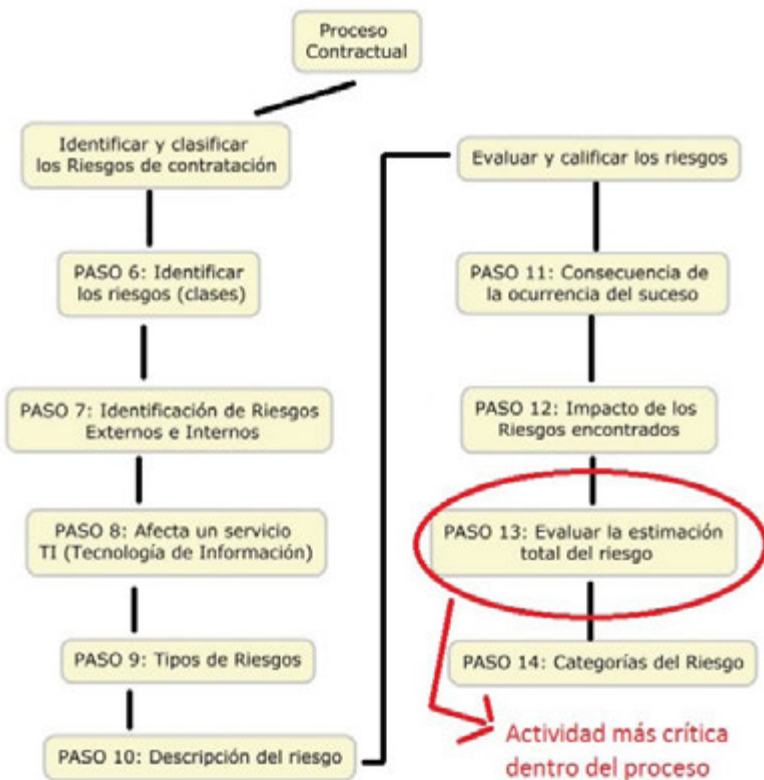 Proceso
Contractual
Identificar y clasificar
los Riesgos de contratación
PASO 6: Identificar
los riesgos (clases)
PASO 7: Identificación de Riesgos
Externos e Internos
PASO 8: Afecta un servicio
TI (Tecnología de Información)
PASO 9: Tipos de Riesgos
PASO 10: Descripción del riesgo
Evaluar y calificar los riesgos
PASO 11: Consecuencia de
la ocurrencia del suceso
PASO 12: Impacto de los
Riesgos encontrados
PASO 13: Evaluar la estimación
total del riesgo
PASO 14: Categorías del Riesgo
Actividad más crítica
dentro del proceso